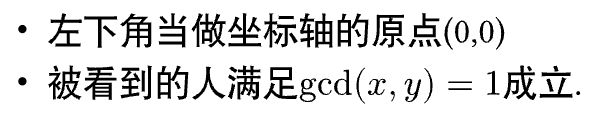 • 左下角当做坐标轴的原点(0,0)
• 被看到的人满足gcd(x, y) = 1成立.